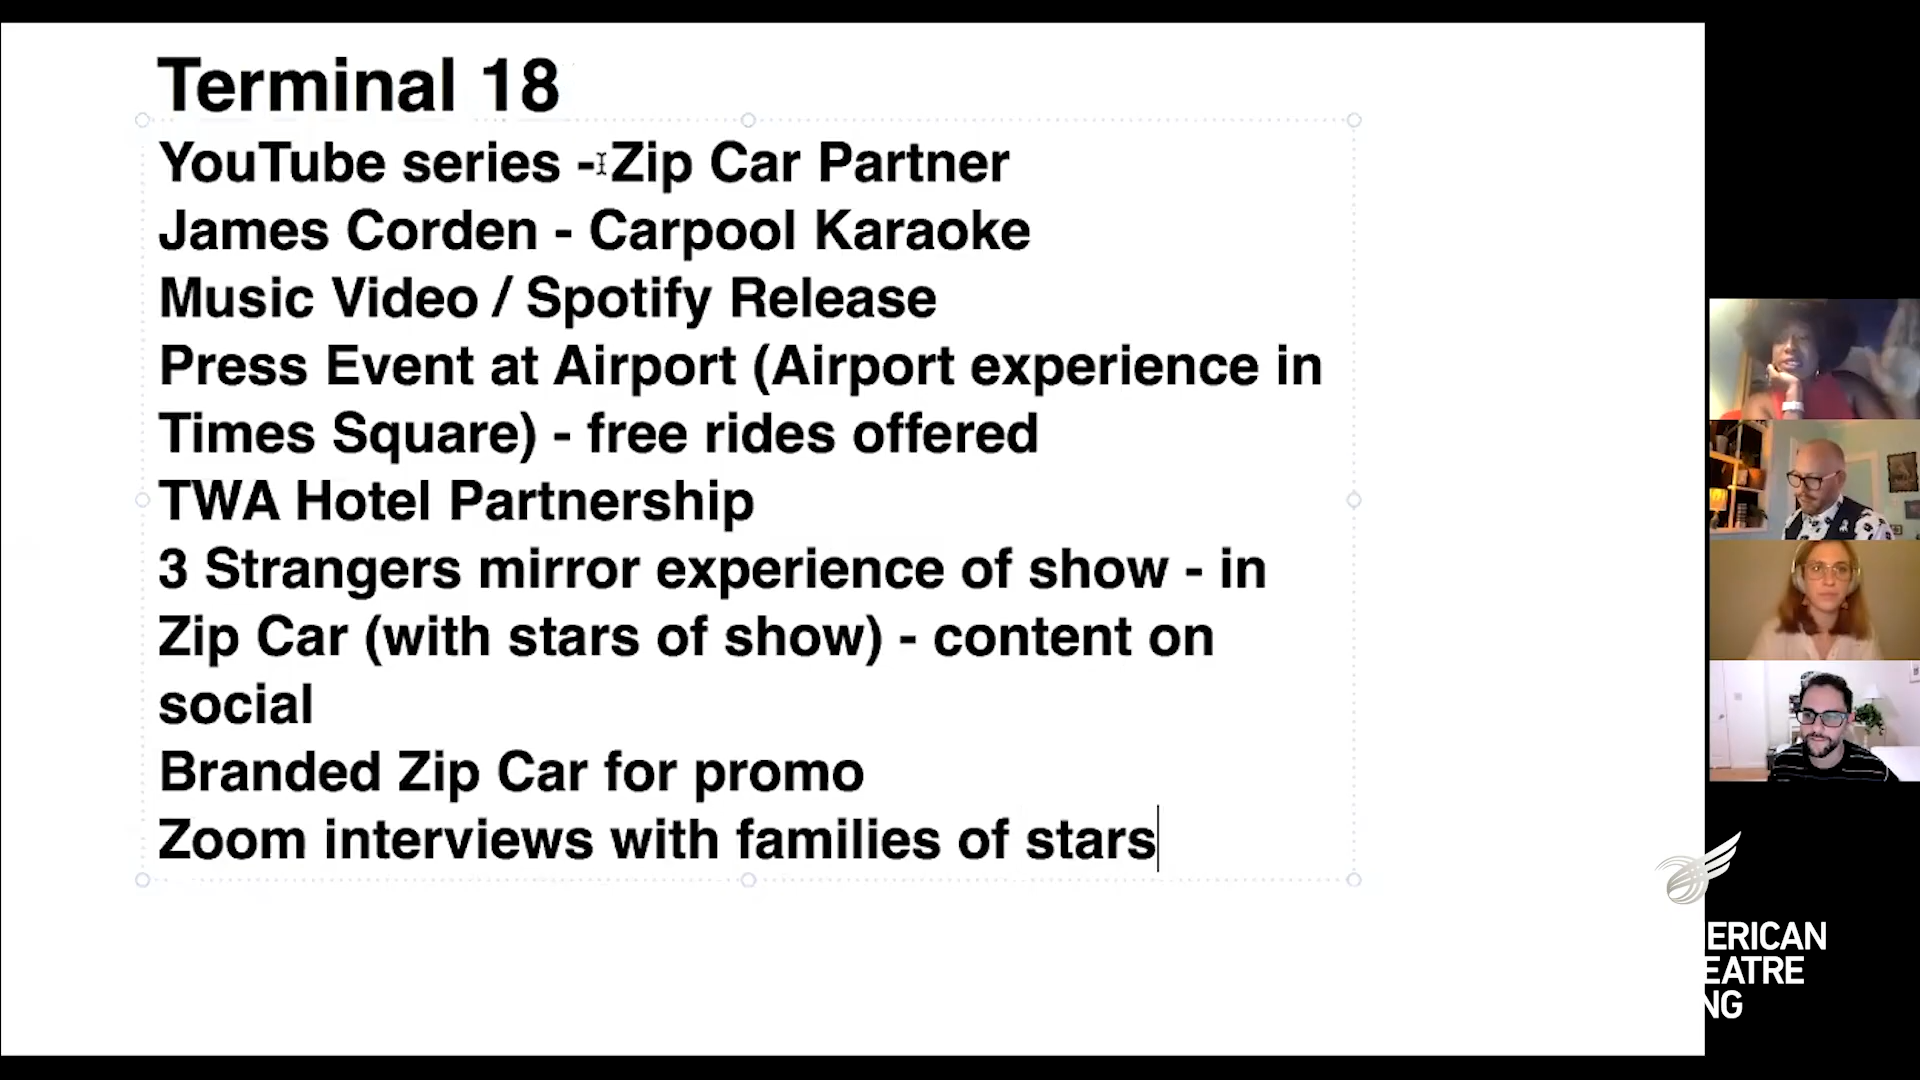 Terminal 18
YouTube series - Zip Car Partner
James Corden - Carpool Karaoke
Music Video / Spotify Release
Press Event at Airport (Airport experience in
Times Square) - free rides offered
TWA Hotel Partnership
3 Strangers mirror experience of show - in
Zip Car (with stars of show) - content on
social
Branded Zip Car for promo
Zoom interviews with families of stars
ERICAN
EATRE
NG